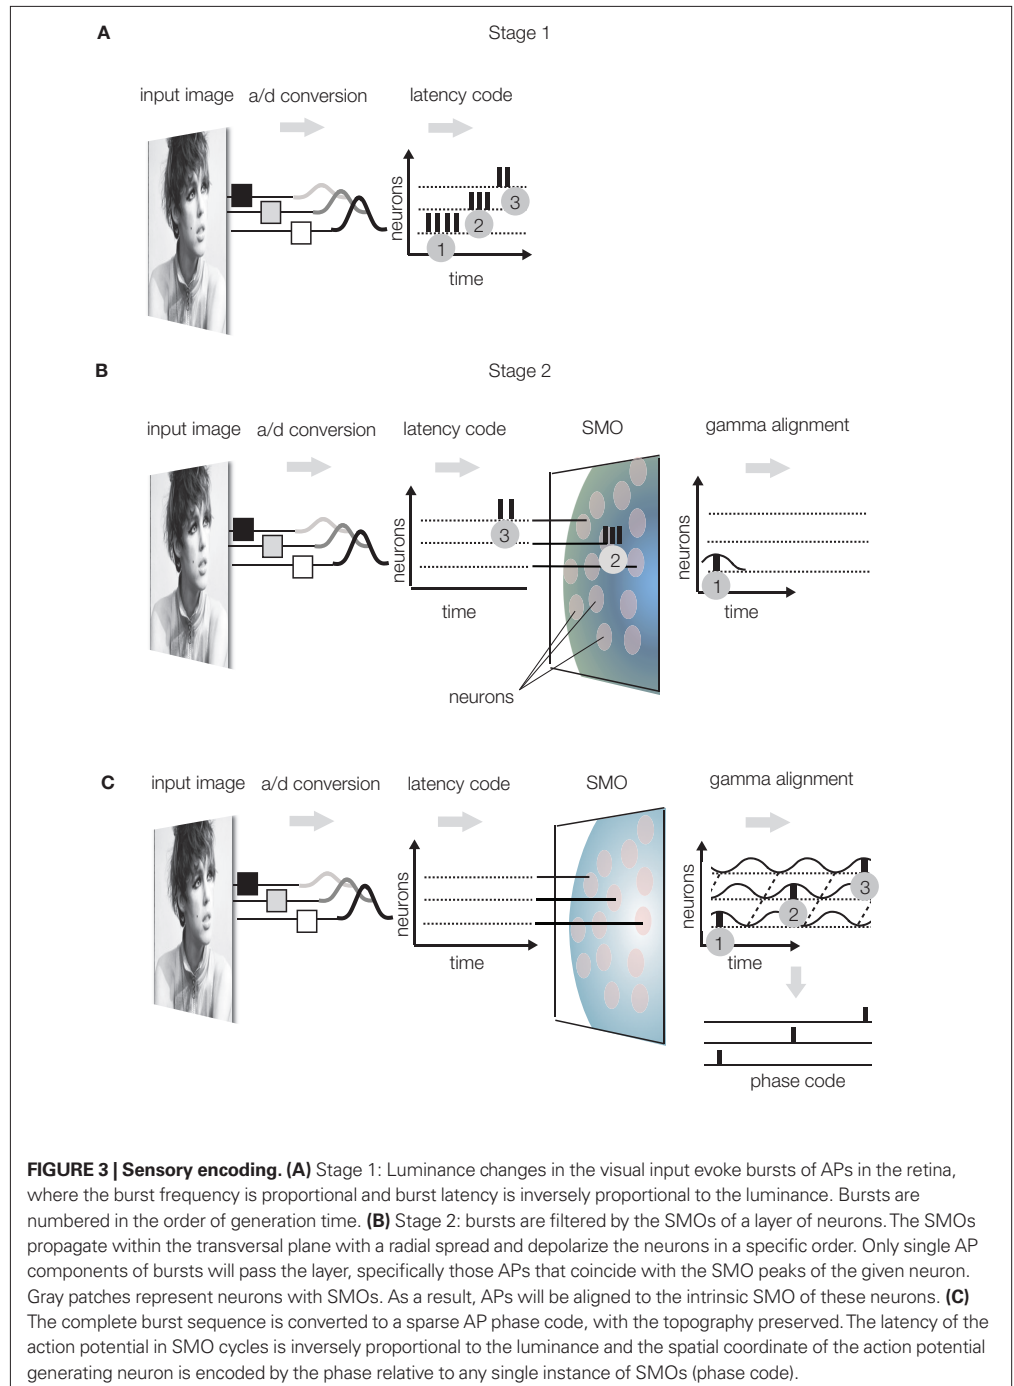 A
Stage 1
input image a/d conversion latency code
neurons
1
2
3
time
B
Stage 2
input image a/d conversion latency code SMO gamma alignment
neurons
3
time
2
neurons
neurons
1
time
C
input image a/d conversion latency code SMO gamma alignment
neurons
time
neurons
1
2
3
time
phase code
FIGURE 3 | Sensory encoding. (A) Stage 1: Luminance changes in the visual input evoke bursts of APs in the retina,
where the burst frequency is proportional and burst latency is inversely proportional to the luminance. Bursts are
numbered in the order of generation time. (B) Stage 2: bursts are filtered by the SMOs of a layer of neurons. The SMOs
propagate within the transversal plane with a radial spread and depolarize the neurons in a specific order. Only single AP
components of bursts will pass the layer, specifically those APs that coincide with the SMO peaks of the given neuron.
Gray patches represent neurons with SMOs. As a result, APs will be aligned to the intrinsic SMO of these neurons. (C)
The complete burst sequence is converted to a sparse AP phase code, with the topography preserved. The latency of the
action potential in SMO cycles is inversely proportional to the luminance and the spatial coordinate of the action potential
generating neuron is encoded by the phase relative to any single instance of SMOs (phase code).